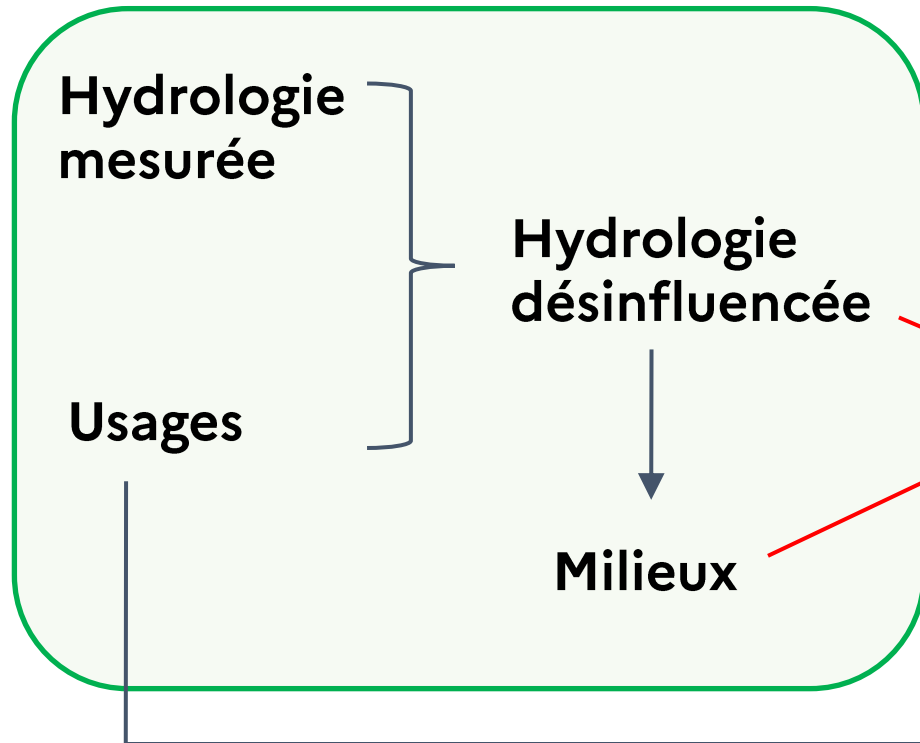 Hydrologie
mesurée
Hydrologie
désinfluencée
Usages
Milieux